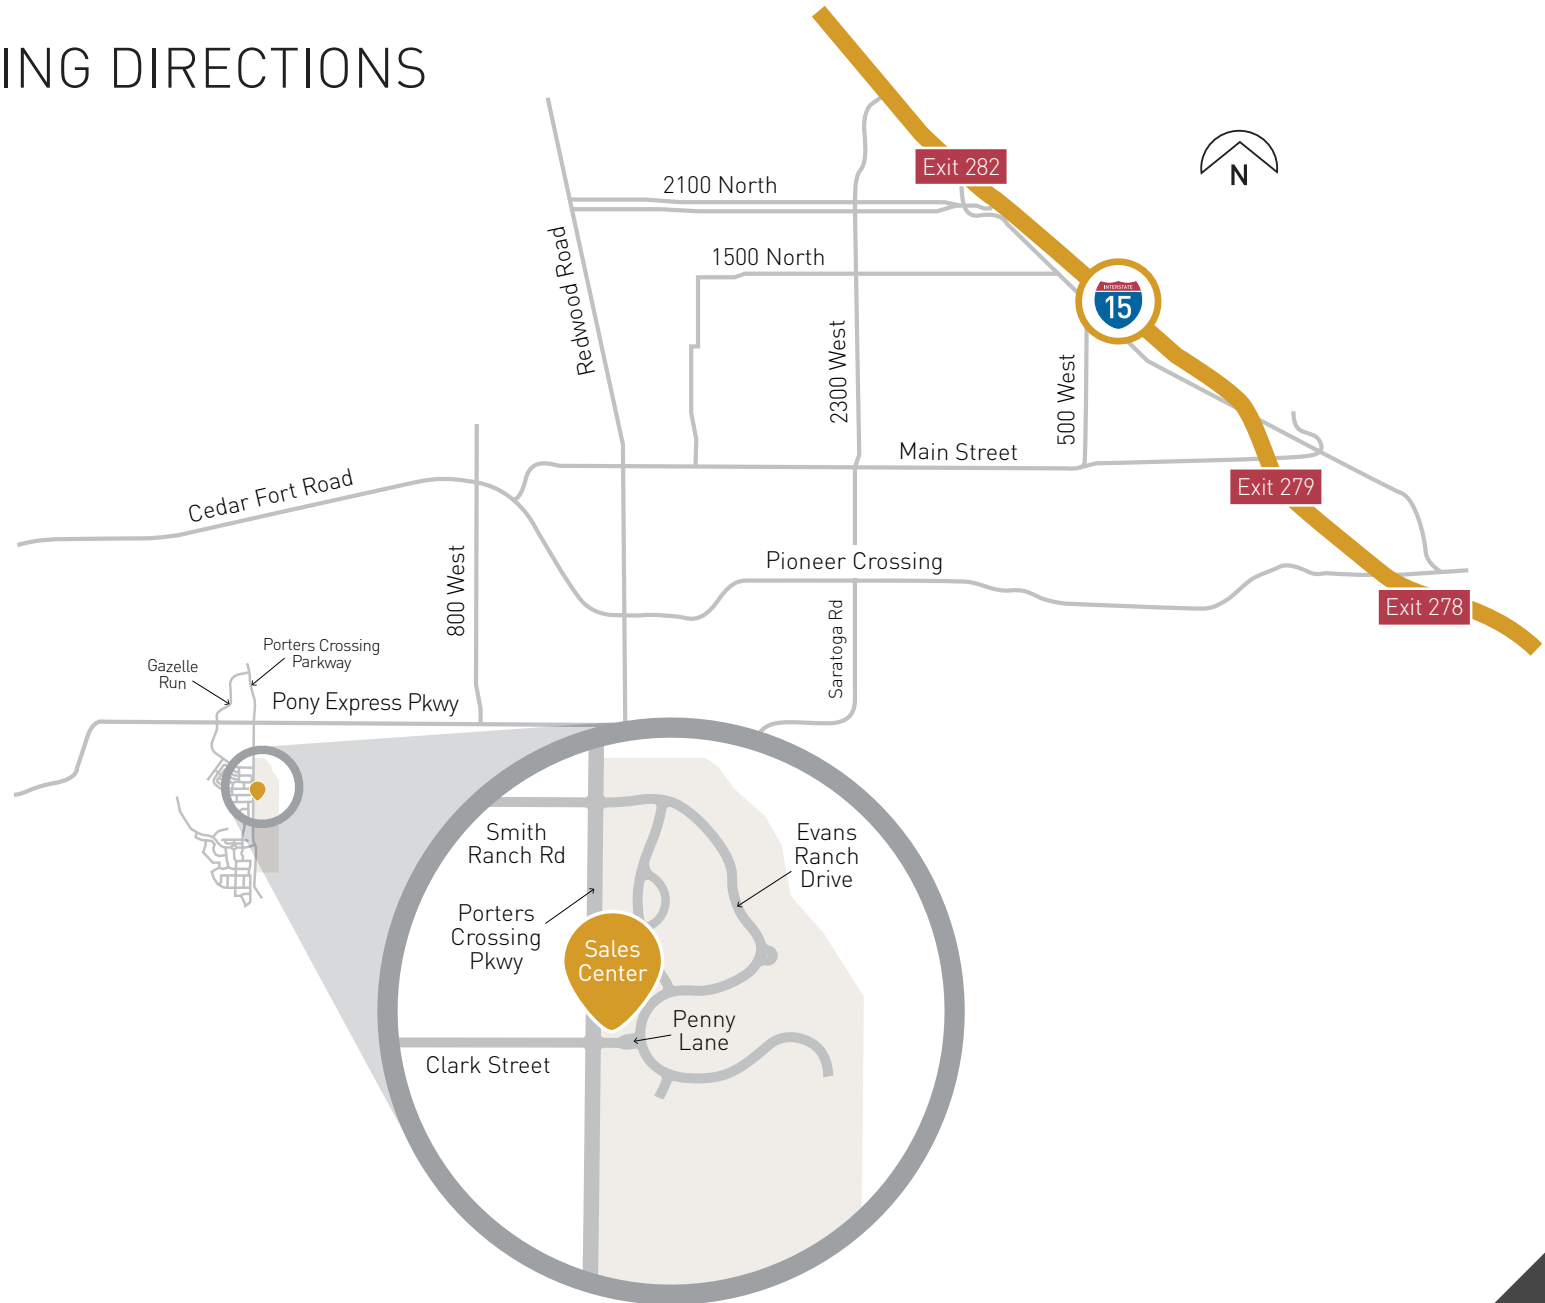 ING DIRECTIONS
Exit 282
N
2100 North
Redwood Road
1500 North
INTERSTATE
15
2300 West
500 West
Main Street
Cedar Fort Road
Exit 279
800 West
Pioneer Crossing
Exit 278
Saratoga Rd
Porters Crossing
Parkway
Gazelle
Run
Pony Express Pkwy
Smith
Ranch Rd
Evans
Ranch
Drive
Porters
Crossing
Pkwy
Sales
Center
Penny
Lane
Clark Street